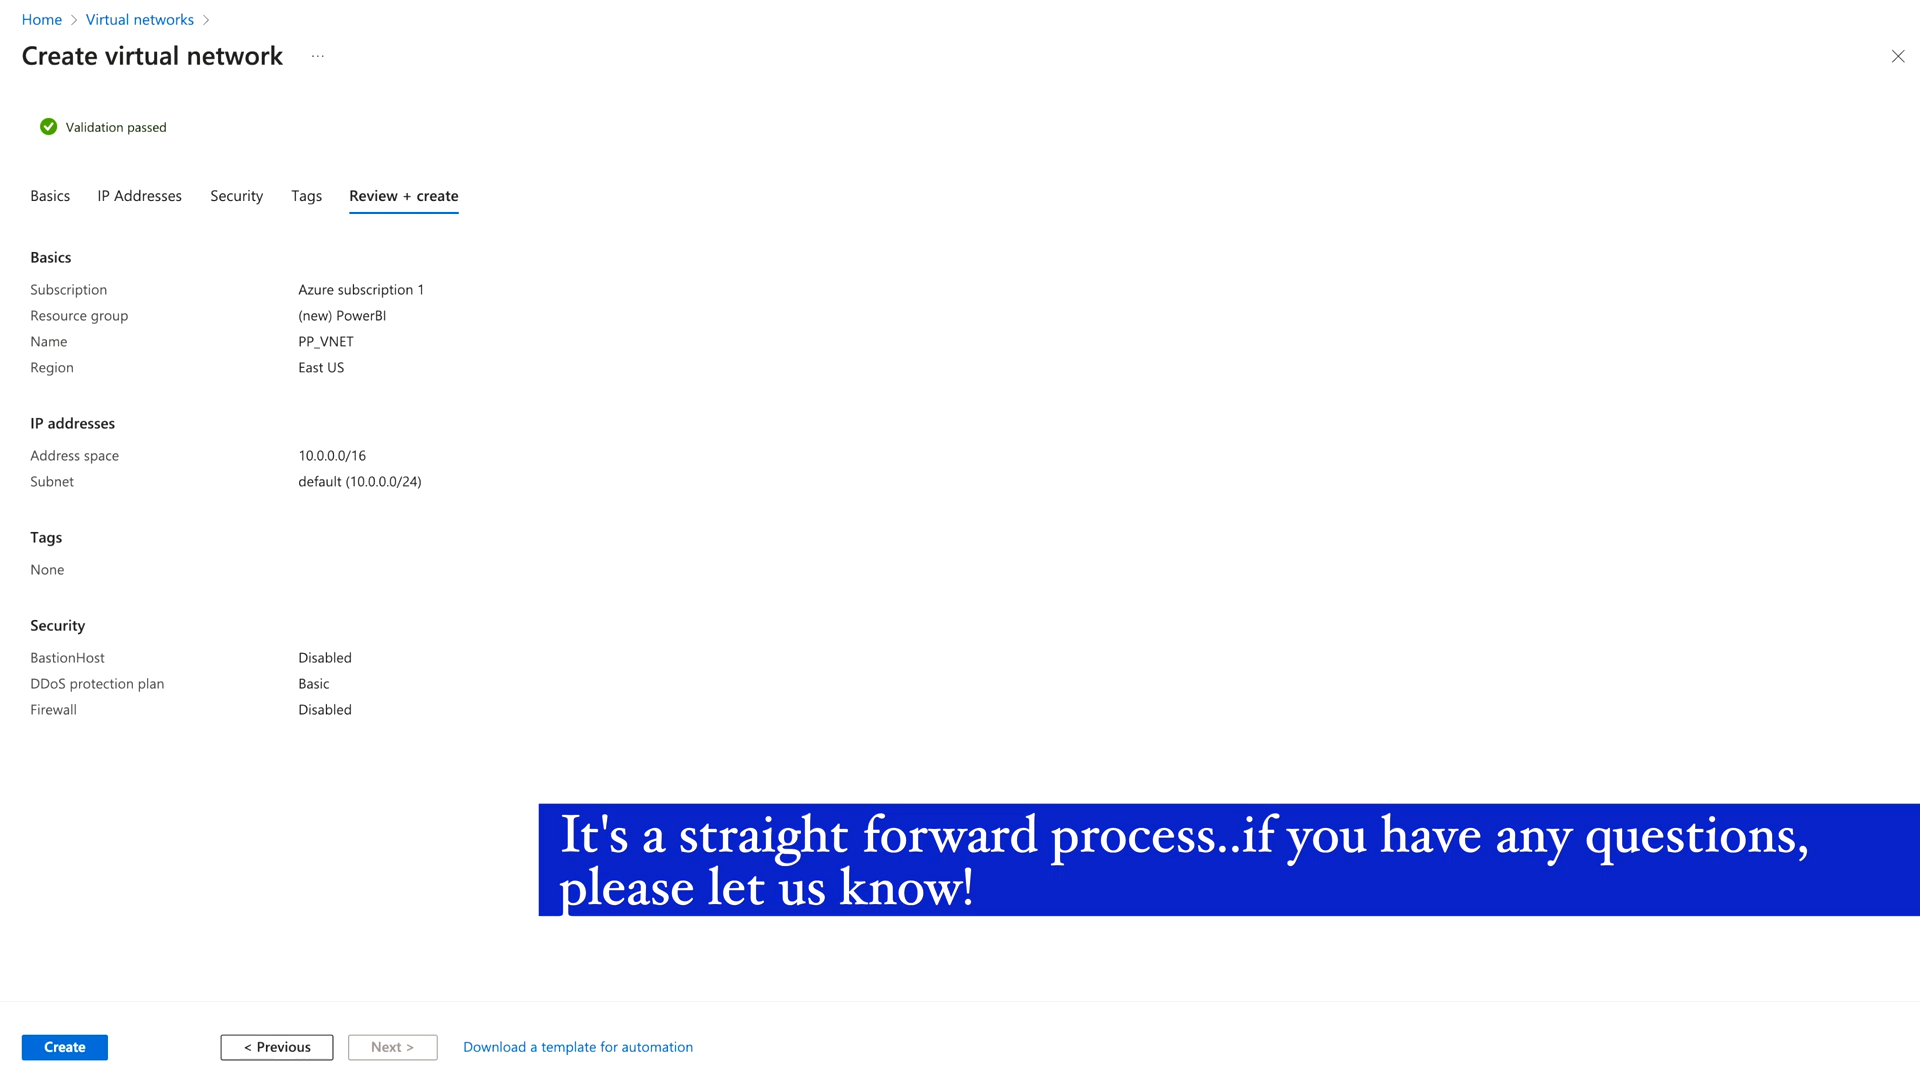 Home > Virtual networks >
Create virtual network ...
Validation passed
Basics IP Addresses Security Tags Review + create
Basics
Subscription Azure subscription 1
Resource group (new) PowerBI
Name PP_VNET
Region East US
IP addresses
Address space 10.0.0.0/16
Subnet default (10.0.0.0/24)
Tags
None
Security
BastionHost Disabled
DDoS protection plan Basic
Firewall Disabled
It's a straight forward process..if you have any questions,
please let us know!
Create < Previous Next > Download a template for automation